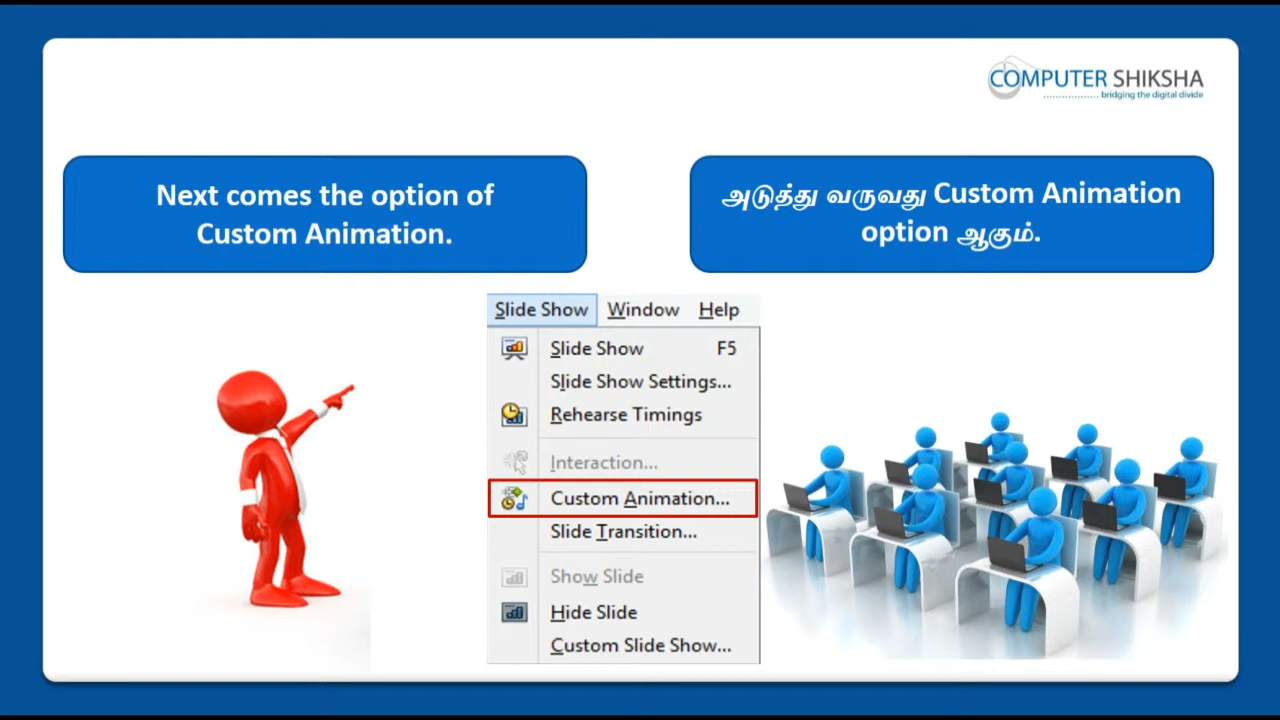 COMPUTER SHIKSHA
bridging the digital divide
Next comes the option of
Custom Animation.
அடுத்து வருவது Custom Animation
option ஆகும்.
Slide Show Window Help
Slide Show F5
Slide Show Settings...
Rehearse Timings
Interaction...
Custom Animation...
Slide Transition...
Show Slide
Hide Slide
Custom Slide Show...